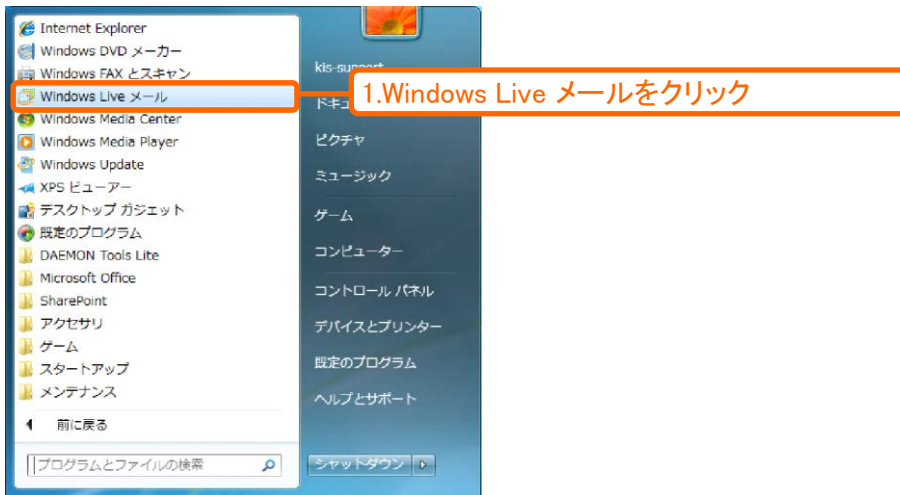 Internet Explorer
Windows DVD メーカー
Windows FAX とスキャン
Windows Live メール
Windows Media Center
Windows Media Player
Windows Update
XPS ビューアー
デスクトップ ガジェット
既定のプログラム
DAEMON Tools Lite
Microsoft Office
SharePoint
アクセサリ
ゲーム
スタートアップ
メンテナンス
前に戻る
プログラムとファイルの検索
kis-support
1.Windows Live メールをクリック
ピクチャ
ミュージック
ゲーム
コンピューター
コントロール パネル
デバイスとプリンター
既定のプログラム
ヘルプとサポート
シャットダウン